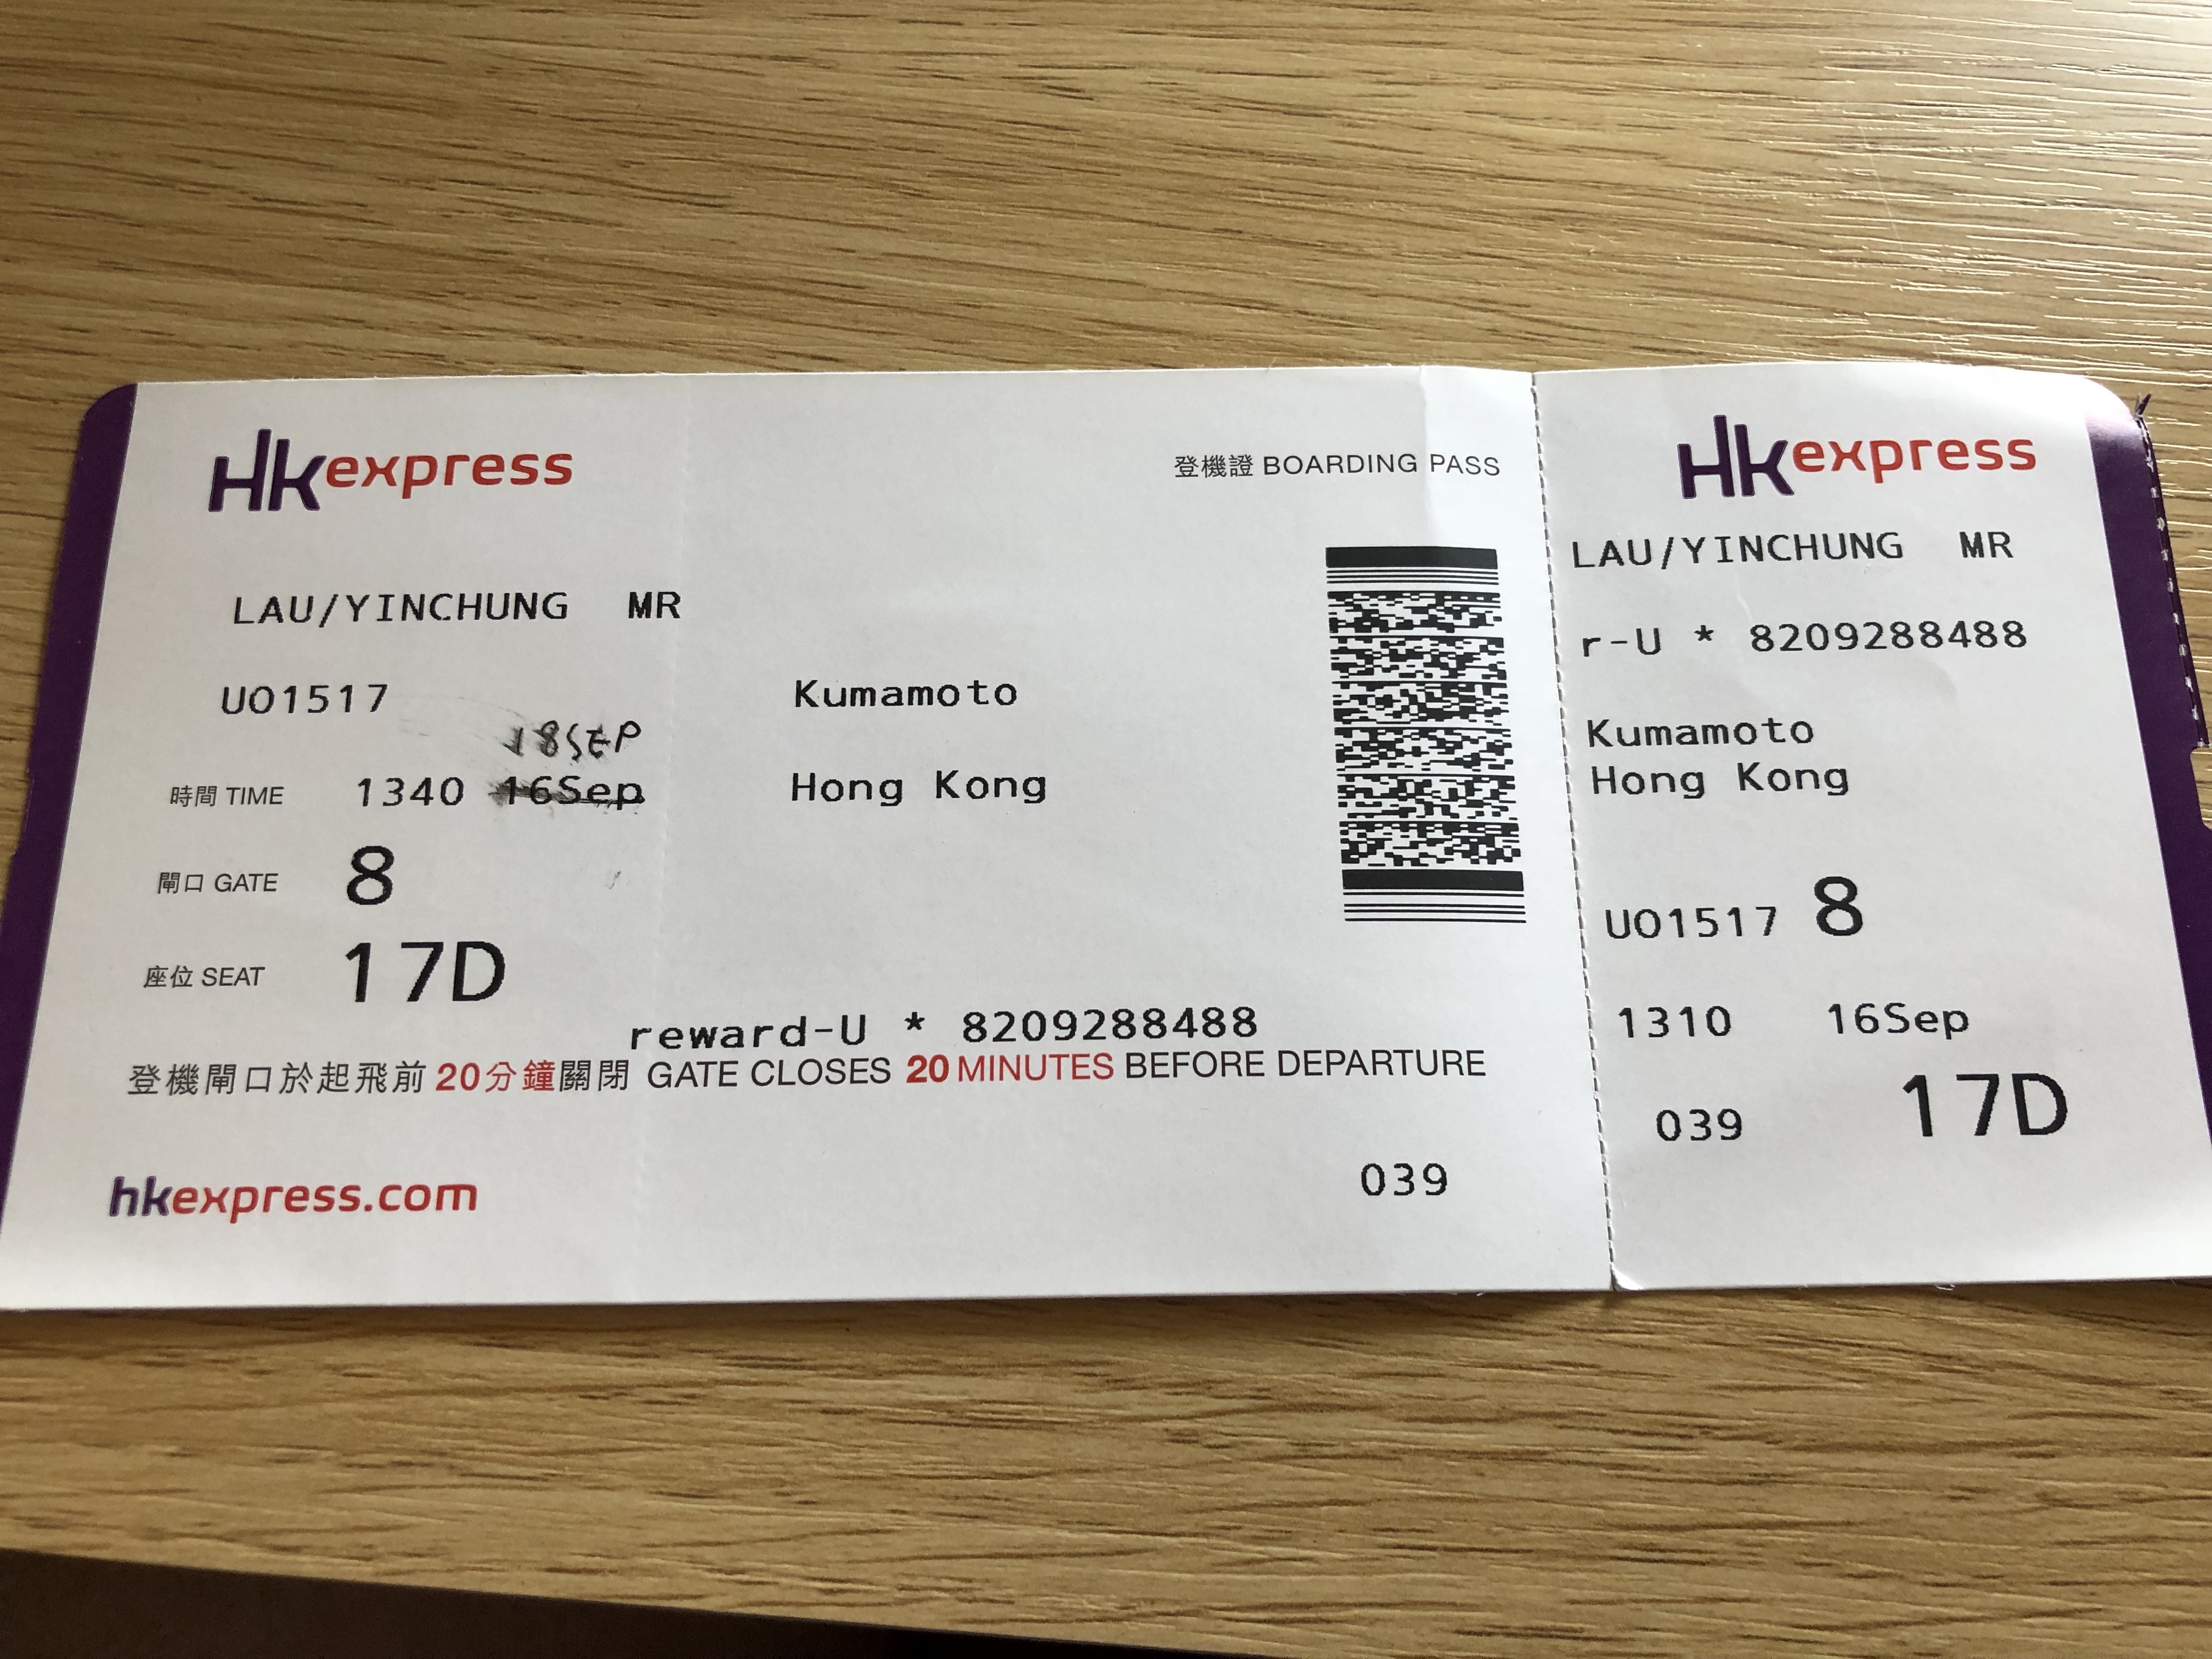 Hkexpress
登機證 BOARDING PASS
LAU/YINCHUNG MR
UO1517 Kumamoto
18SEP
時間 TIME 1340 16Sep Hong Kong
閘口 GATE 8
座位 SEAT 17D
reward-U * 8209288488
登機閘口於起飛前 20分鐘關閉 GATE CLOSES 20 MINUTES BEFORE DEPARTURE
hkexpress.com 039
Hkexpress
LAU/YINCHUNG MR
r-U * 8209288488
Kumamoto
Hong Kong
UO1517 8
1310 16Sep
039 17D